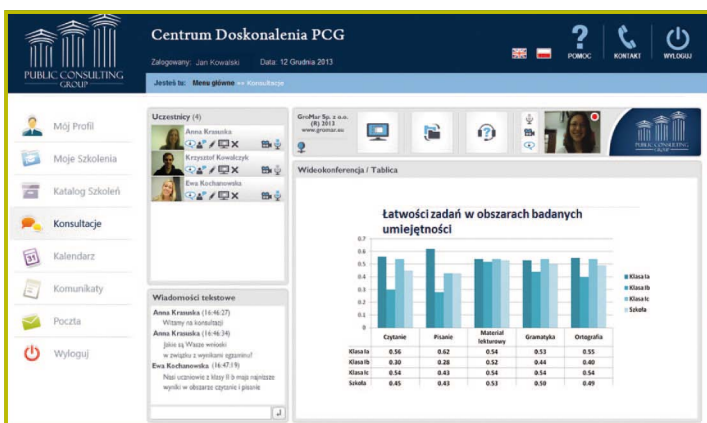 Centrum Doskonalenia PCG
Zalogowany: Jan Kowalski Data: 12 Grudnia 2013
POMOC KONTAKT WYLOGUJ
PUBLIC CONSULTING
GROUP
Jesteś tu: Menu główne >> Konsultacje
Mój Profil
Moje Szkolenia
Katalog Szkoleń
Konsultacje
31
Kalendarz
Komunikaty
Poczta
Wyloguj
Uczestnicy (4)
Anna Krasuska
Krzysztof Kowalczyk
Ewa Kochanowska
Wiadomości tekstowe
Anna Krasuska (16:46:27)
Witamy na konsultacji
Anna Krasuska (16:46:34)
Jakie są Wasze wnioski
w związku z wynikami egzaminu?
Ewa Kochanowska (16:47:19)
Nasi uczniowie z klasy II b mają najniższe
wyniki w obszarze czytanie i pisanie
GroMar Sp. z o.o.
(R) 2013
www.gromar.eu
PUBLIC CONSULTING
GROUP
Wideokonferencja / Tablica
Łatwości zadań w obszarach badanych
umiejętności
0.7
0.6
0.5
0.4
0.3
0.2
0.1
0
Klasa Ia
Klasa Ib
Klasa Ic
Szkoła
Czytanie Pisanie Materiał lekturowy Gramatyka Ortografia
Klasa Ia 0.56 0.62 0.54 0.53 0.55
Klasa Ib 0.30 0.28 0.52 0.44 0.40
Klasa Ic 0.54 0.43 0.54 0.54 0.54
Szkoła 0.45 0.43 0.53 0.50 0.49